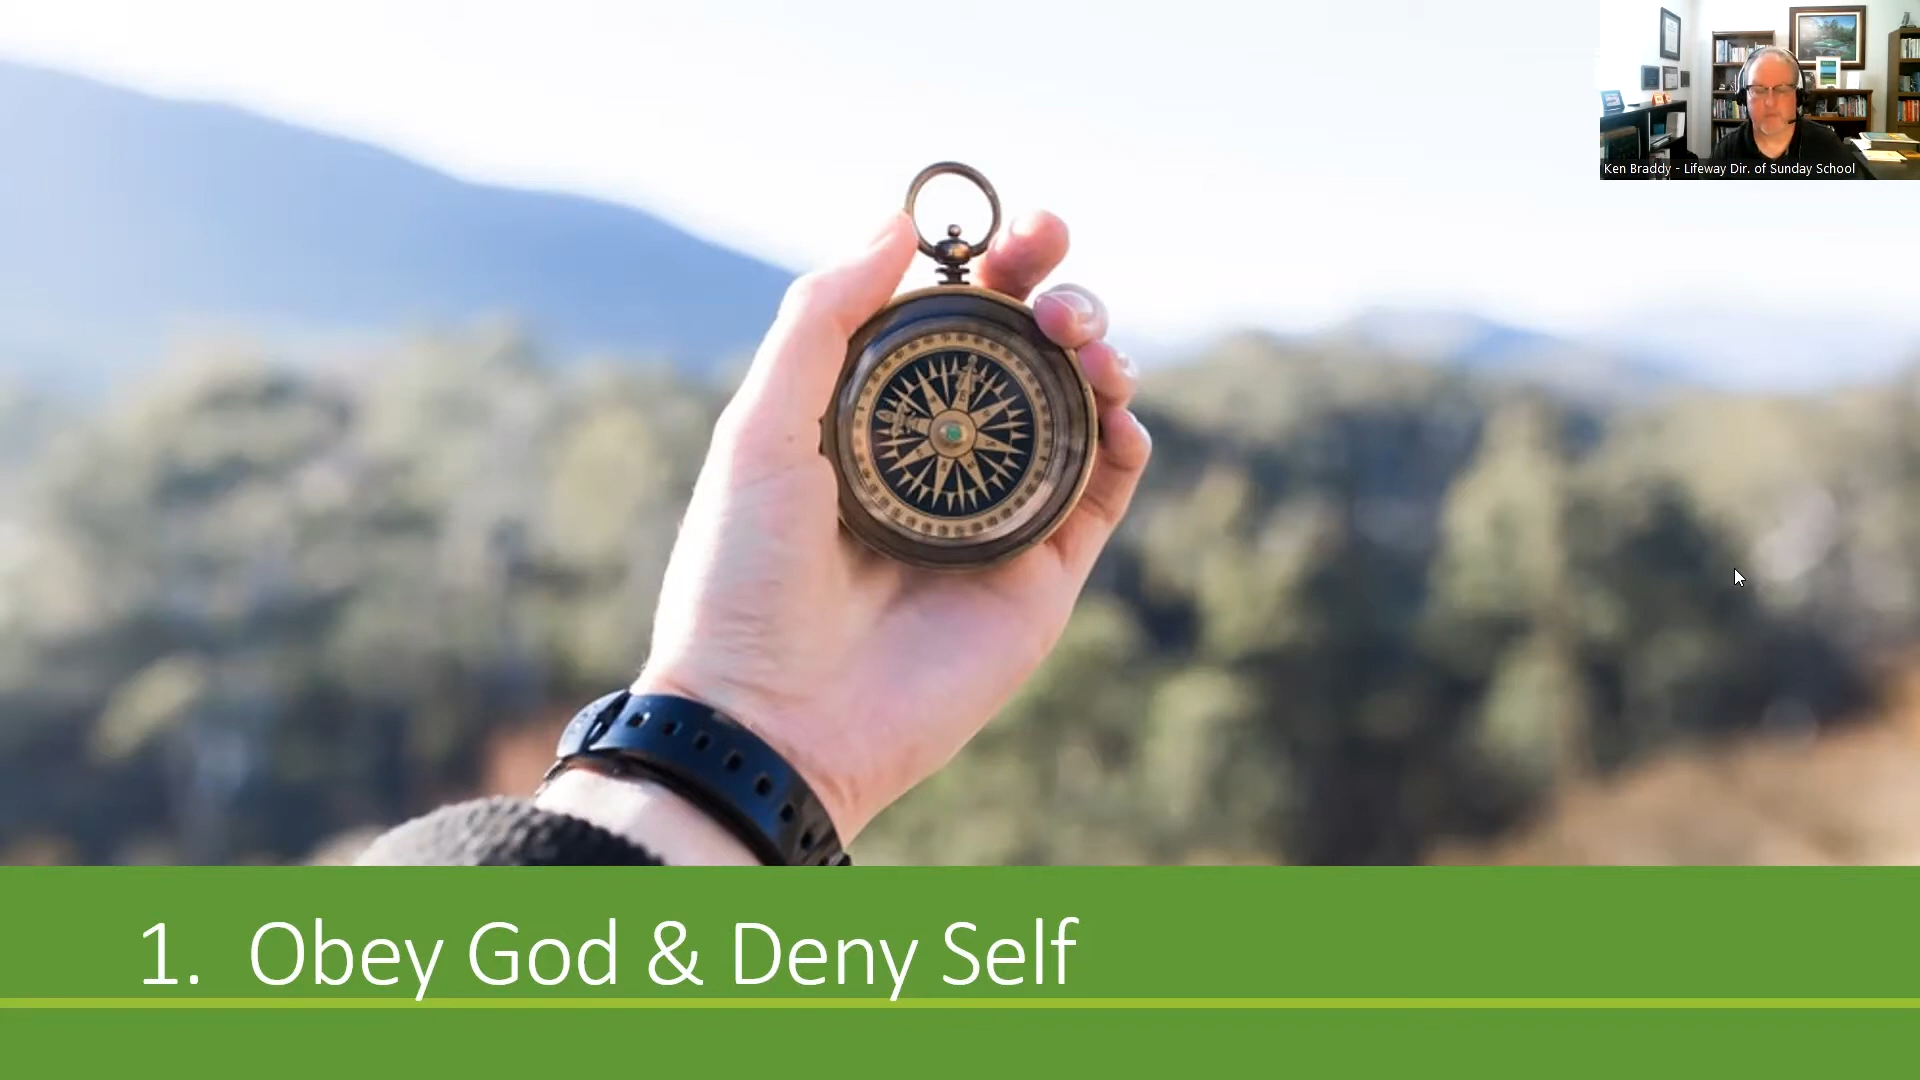 Ken Braddy - Lifeway Dir. of Sunday School
1. Obey God & Deny Self